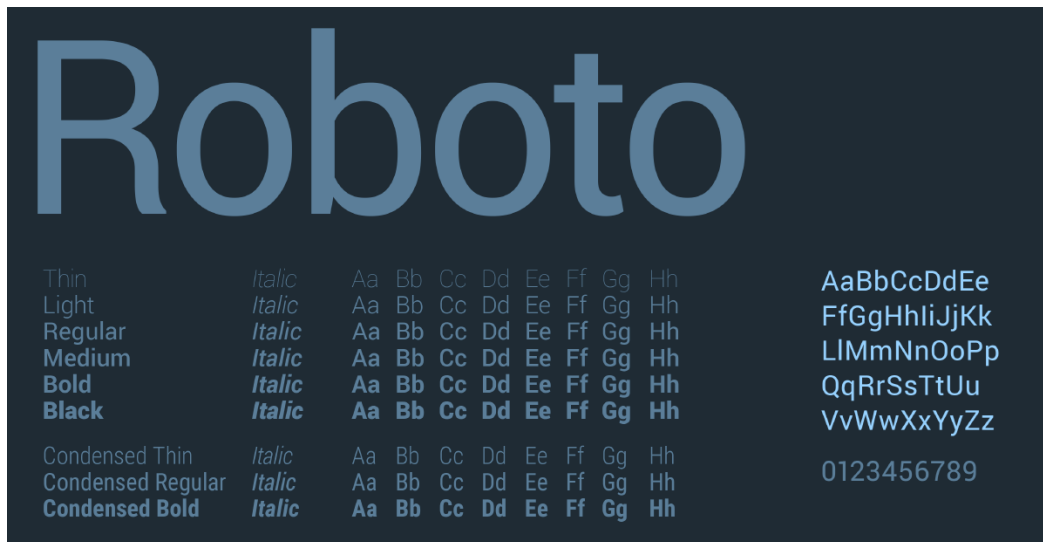 Roboto
Thin Italic Aa Bb Cc Dd Ee Ff Gg Hh
Light Italic Aa Bb Cc Dd Ee Ff Gg Hh
Regular Italic Aa Bb Cc Dd Ee Ff Gg Hh
Medium Italic Aa Bb Cc Dd Ee Ff Gg Hh
Bold Italic Aa Bb Cc Dd Ee Ff Gg Hh
Black Italic Aa Bb Cc Dd Ee Ff Gg Hh
Condensed Thin Italic Aa Bb Cc Dd Ee Ff Gg Hh
Condensed Regular Italic Aa Bb Cc Dd Ee Ff Gg Hh
Condensed Bold Italic Aa Bb Cc Dd Ee Ff Gg Hh
AaBbCcDdEe
FfGgHhIiJjKk
LlMmNnOoPp
QqRrSsTtUu
VvWwXxYyZz
0123456789